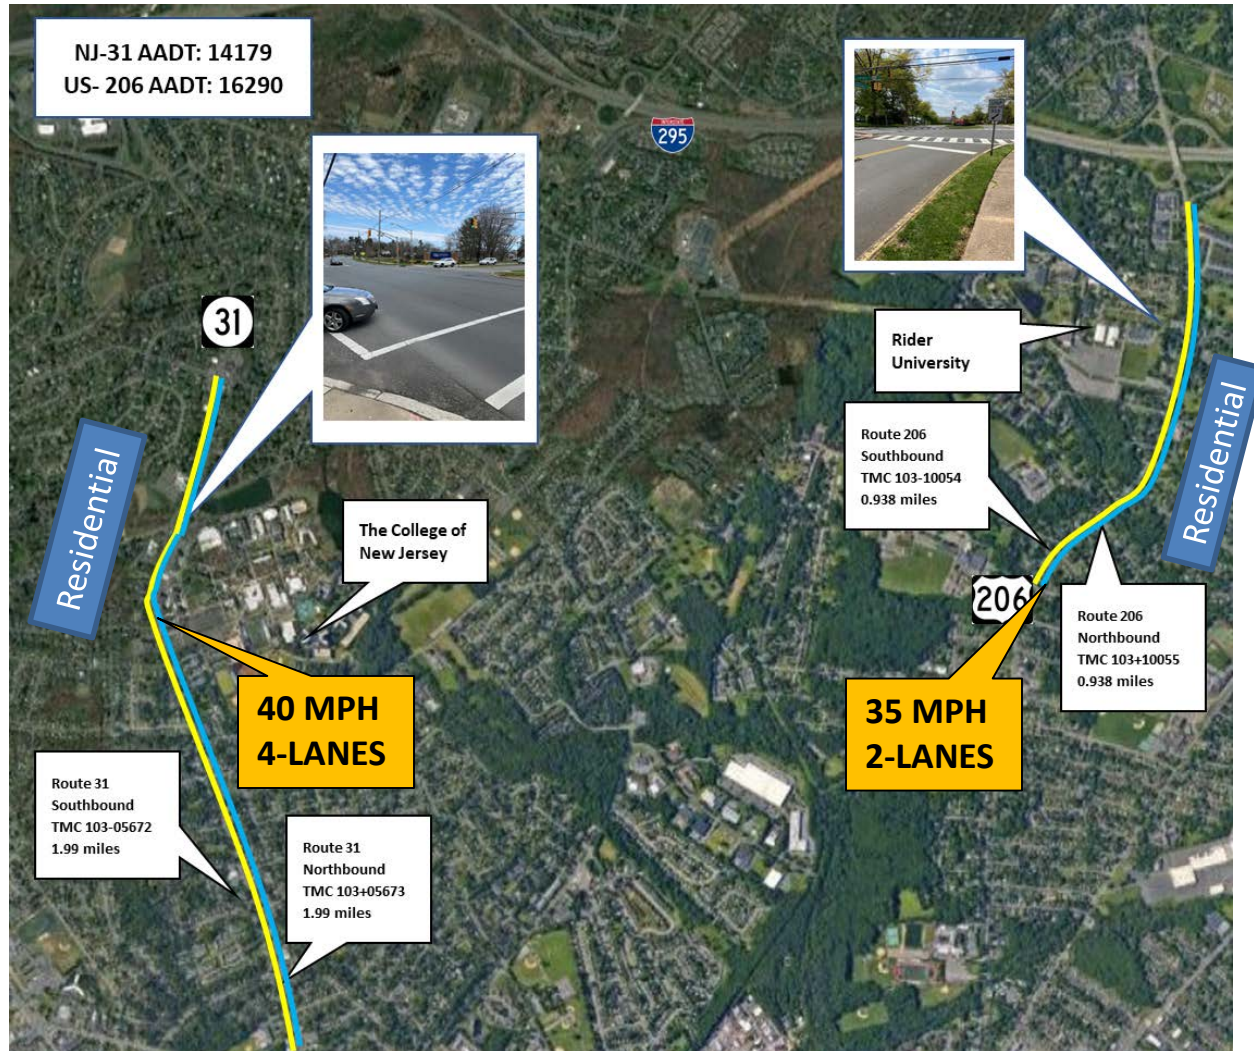 NJ-31 AADT: 14179
US- 206 AADT: 16290
INTERSTATE
295
31
Rider
University
Residential
Route 206
Southbound
TMC 103-10054
0.938 miles
Residential
The College of
New Jersey
206
Route 206
Northbound
TMC 103+10055
0.938 miles
40 MPH
4-LANES
35 MPH
2-LANES
Route 31
Southbound
TMC 103-05672
1.99 miles
Route 31
Northbound
TMC 103+05673
1.99 miles